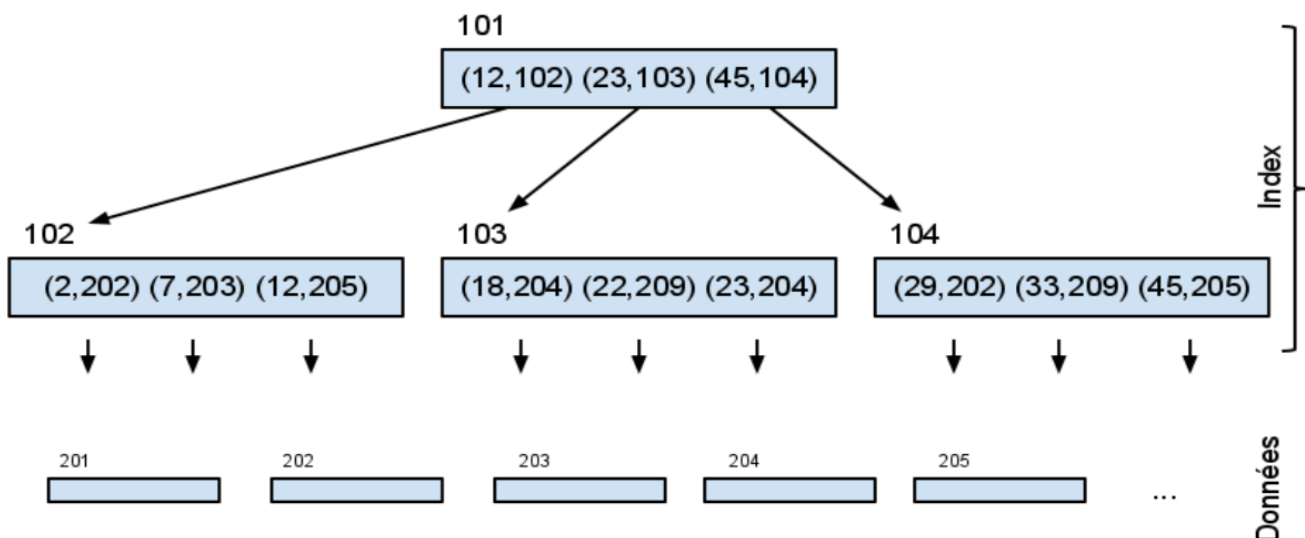 101
(12,102) (23,103) (45,104)
Index
102
103
104
(2,202) (7,203) (12,205)
(18,204) (22,209) (23,204)
(29,202) (33,209) (45,205)
201
202
203
204
205
...
Données